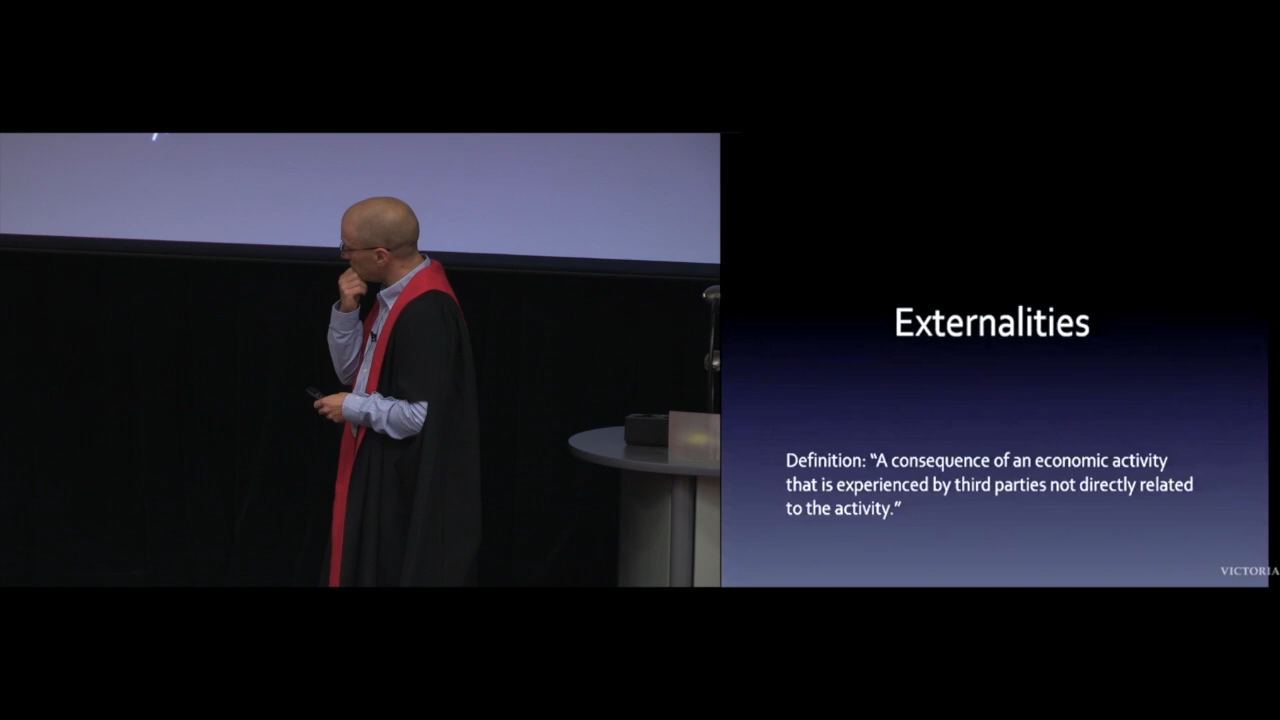 Externalities
Definition: “A consequence of an economic activity
that is experienced by third parties not directly related
to the activity.”
VICTORIA